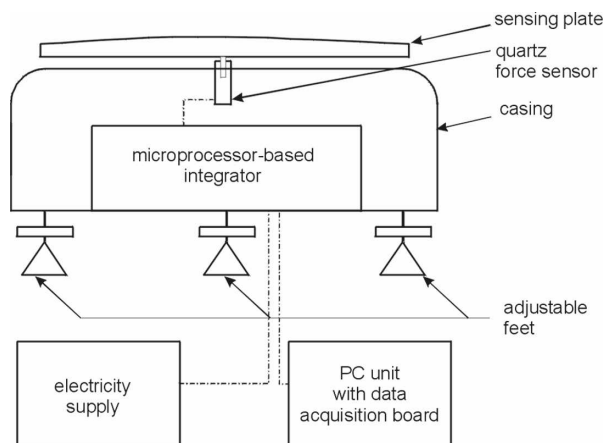 sensing plate
quartz
force sensor
casing
microprocessor-based
integrator
adjustable
feet
electricity
supply
PC unit
with data
acquisition board